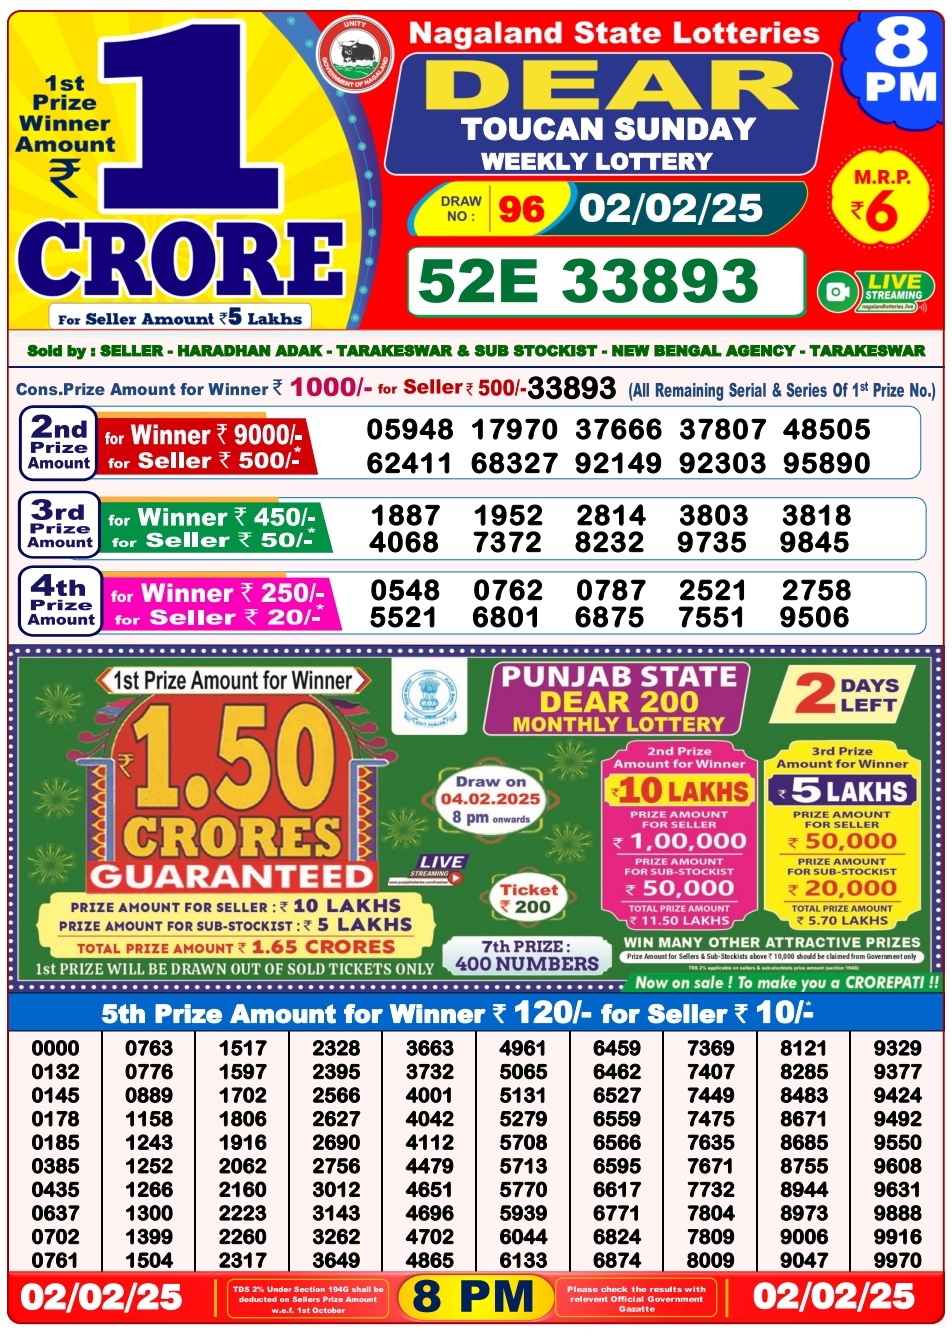 1st
Prize
Winner
Amount
₹
1
CRORE
For Seller Amount ₹5 Lakhs
UNITY
GOVERNMENT OF NAGALAND
Nagaland State Lotteries
DEAR
TOUCAN SUNDAY
WEEKLY LOTTERY
8
PM
DRAW
NO :
96
02/02/25
M.R.P.
₹6
52E 33893
LIVE
STREAMING
nagalandlotteries.live
Sold by : SELLER - HARADHAN ADAK - TARAKESWAR & SUB STOCKIST - NEW BENGAL AGENCY - TARAKESWAR
Cons.Prize Amount for Winner ₹ 1000/- for Seller ₹ 500/- 33893 (All Remaining Serial & Series Of 1st Prize No.)
2nd
Prize
Amount
for Winner ₹ 9000/-
for Seller ₹ 500/-*
05948 17970 37666 37807 48505
62411 68327 92149 92303 95890
3rd
Prize
Amount
for Winner ₹ 450/-
for Seller ₹ 50/-*
1887 1952 2814 3803 3818
4068 7372 8232 9735 9845
4th
Prize
Amount
for Winner ₹ 250/-
for Seller ₹ 20/-*
0548 0762 0787 2521 2758
5521 6801 6875 7551 9506
1st Prize Amount for Winner
₹1.50
CRORES
GUARANTEED
PRIZE AMOUNT FOR SELLER : ₹ 10 LAKHS
PRIZE AMOUNT FOR SUB-STOCKIST : ₹ 5 LAKHS
TOTAL PRIZE AMOUNT ₹ 1.65 CRORES
1st PRIZE WILL BE DRAWN OUT OF SOLD TICKETS ONLY
PUNJAB STATE
DEAR 200
MONTHLY LOTTERY
2 DAYS
LEFT
Draw on
04.02.2025
8 pm onwards
LIVE
STREAMING
Ticket
₹ 200
7th PRIZE :
400 NUMBERS
2nd Prize
Amount for Winner
₹10 LAKHS
PRIZE AMOUNT
FOR SELLER
₹ 1,00,000
PRIZE AMOUNT
FOR SUB-STOCKIST
₹ 50,000
TOTAL PRIZE AMOUNT
₹ 11.50 LAKHS
3rd Prize
Amount for Winner
₹ 5 LAKHS
PRIZE AMOUNT
FOR SELLER
₹ 50,000
PRIZE AMOUNT
FOR SUB-STOCKIST
₹ 20,000
TOTAL PRIZE AMOUNT
₹ 5.70 LAKHS
WIN MANY OTHER ATTRACTIVE PRIZES
Prize Amount for Sellers & Sub-Stockists above ₹ 10,000 should be claimed from Government only
TDS 2% applicable on sellers & sub-stockists prize amount (section 194G)
Now on sale ! To make you a CROREPATI !!
5th Prize Amount for Winner ₹ 120/- for Seller ₹ 10/-*
0000 0763 1517 2328 3663 4961 6459 7369 8121 9329
0132 0776 1597 2395 3732 5065 6462 7407 8285 9377
0145 0889 1702 2566 4001 5131 6527 7449 8483 9424
0178 1158 1806 2627 4042 5279 6559 7475 8671 9492
0185 1243 1916 2690 4112 5708 6566 7635 8685 9550
0385 1252 2062 2756 4479 5713 6595 7671 8755 9608
0435 1266 2160 3012 4651 5770 6617 7732 8944 9631
0637 1300 2223 3143 4696 5939 6771 7804 8973 9888
0702 1399 2260 3262 4702 6044 6824 7809 9006 9916
0761 1504 2317 3649 4865 6133 6874 8009 9047 9970
02/02/25
TDS 2% Under Section 194G shall be
deducted on Sellers Prize Amount
w.e.f. 1st October
8 PM
Please check the results with
relevent Official Government
Gazatte
02/02/25